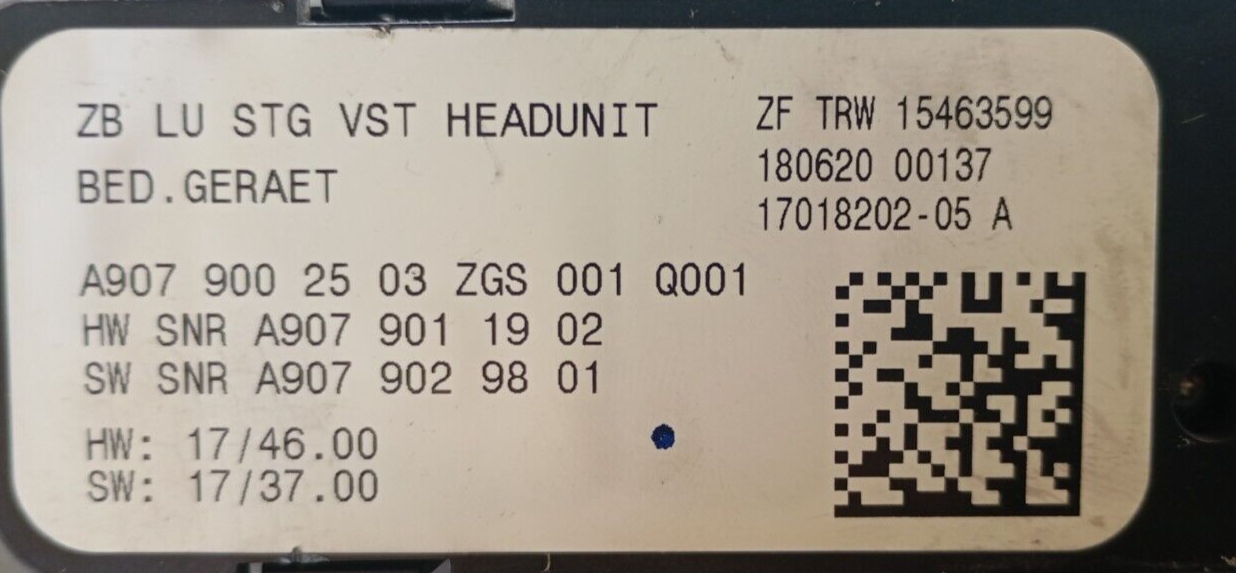 ZB LU STG VST HEADUNIT
BED.GERAET
ZF TRW 15463599
180620 00137
17018202-05 A
A907 900 25 03 ZGS 001 Q001
HW SNR A907 901 19 02
SW SNR A907 902 98 01
HW: 17/46.00
SW: 17/37.00